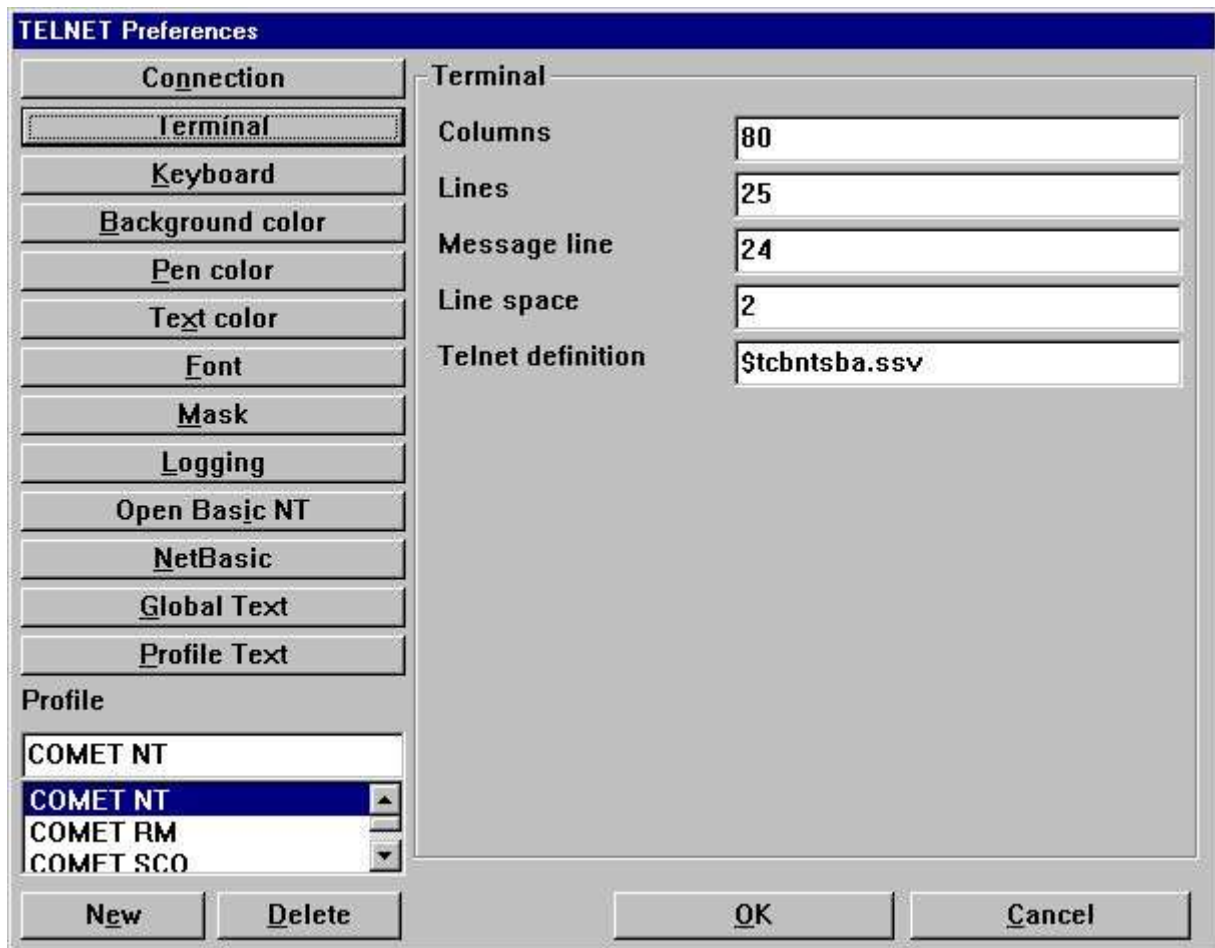 TELNET Preferences
Connection
Terminal
Keyboard
Background color
Pen color
Text color
Font
Mask
Logging
Open Basic NT
NetBasic
Global Text
Profile Text
Profile
COMET NT
COMET NT
COMET RM
COMET SCO
New
Delete
Terminal
Columns
80
Lines
25
Message line
24
Line space
2
Telnet definition
$tcbntsba.ssv
OK
Cancel